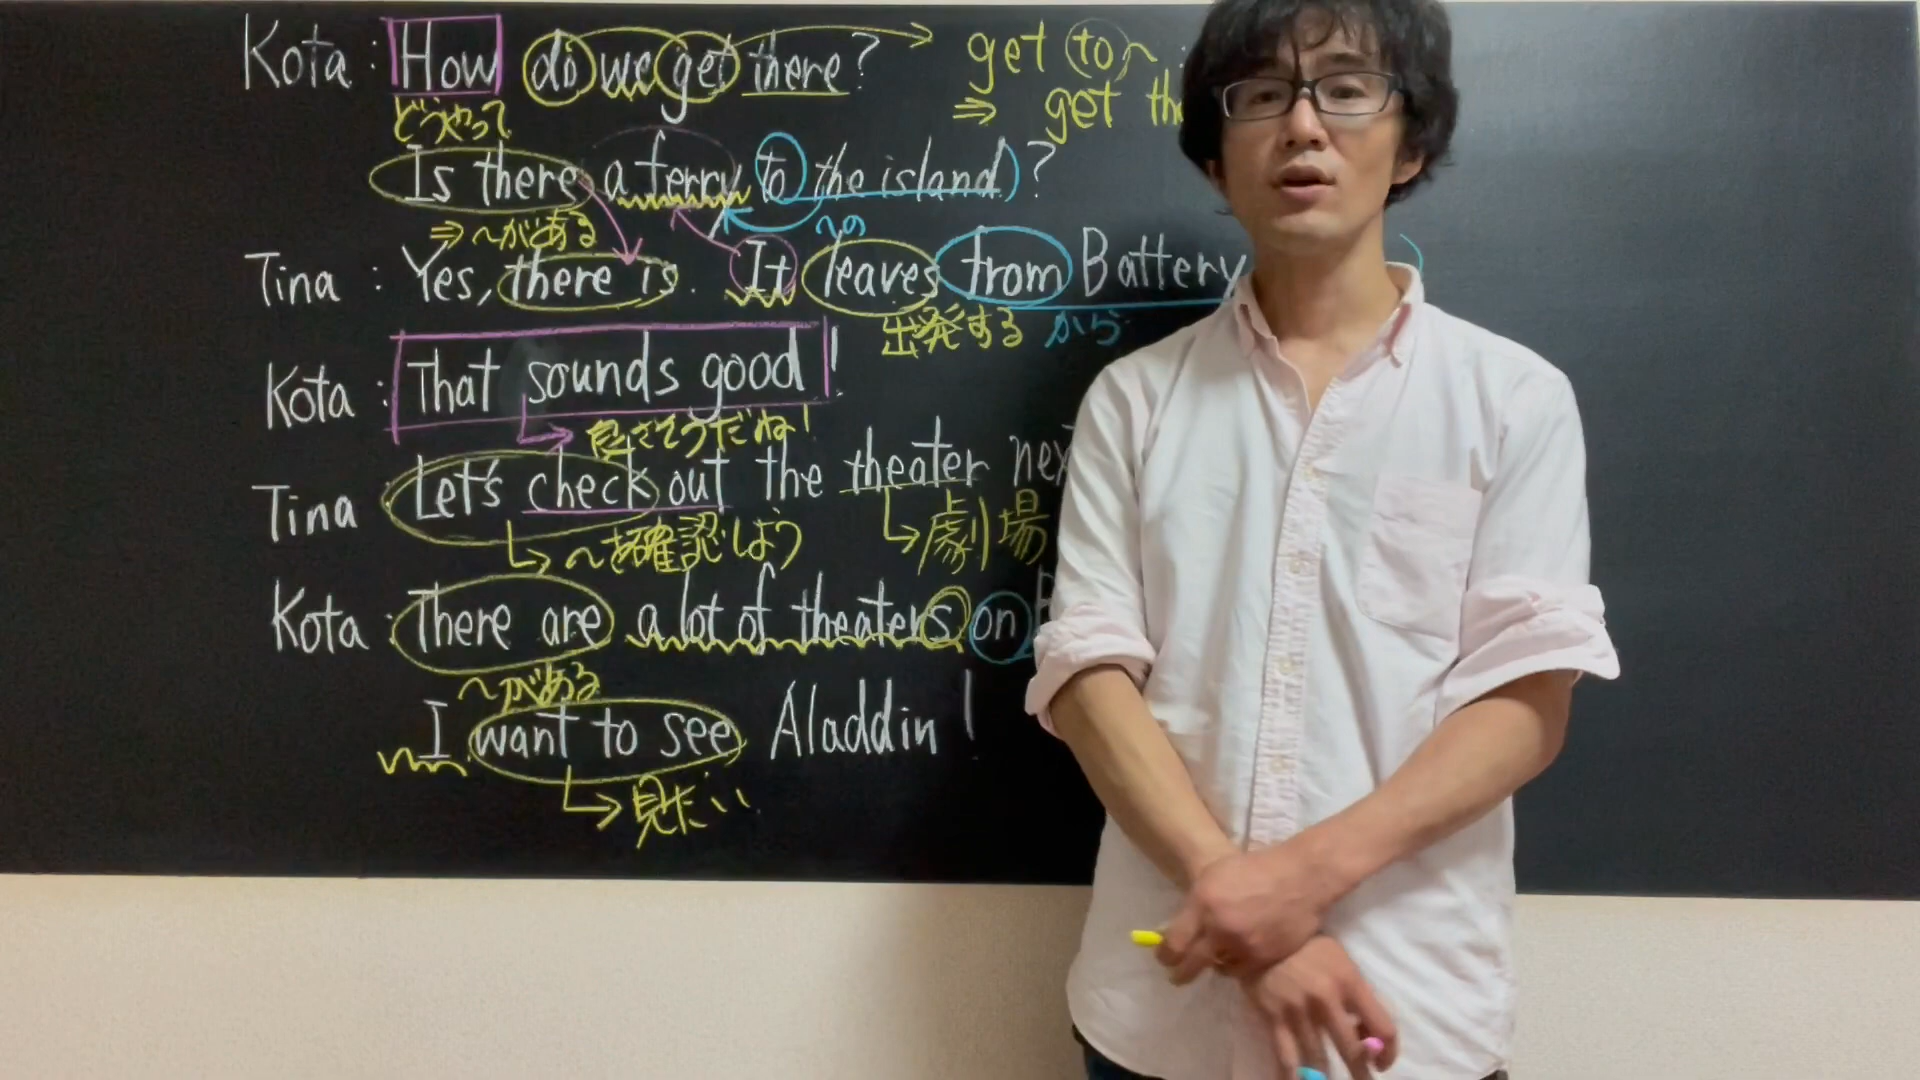 Kota : How do we get there? get to ~ :
どうやって ⇒ get
Is there a ferry to the island ?
⇒ ~がある への
Tina : Yes, there is. It leaves from Battery
出発する から
Kota : That sounds good !
良さそうだね!
Tina Let's check out the theater
~を確認しよう 劇場
Kota : There are a lot of theaters on
~がある
I want to see Aladdin !
見たい